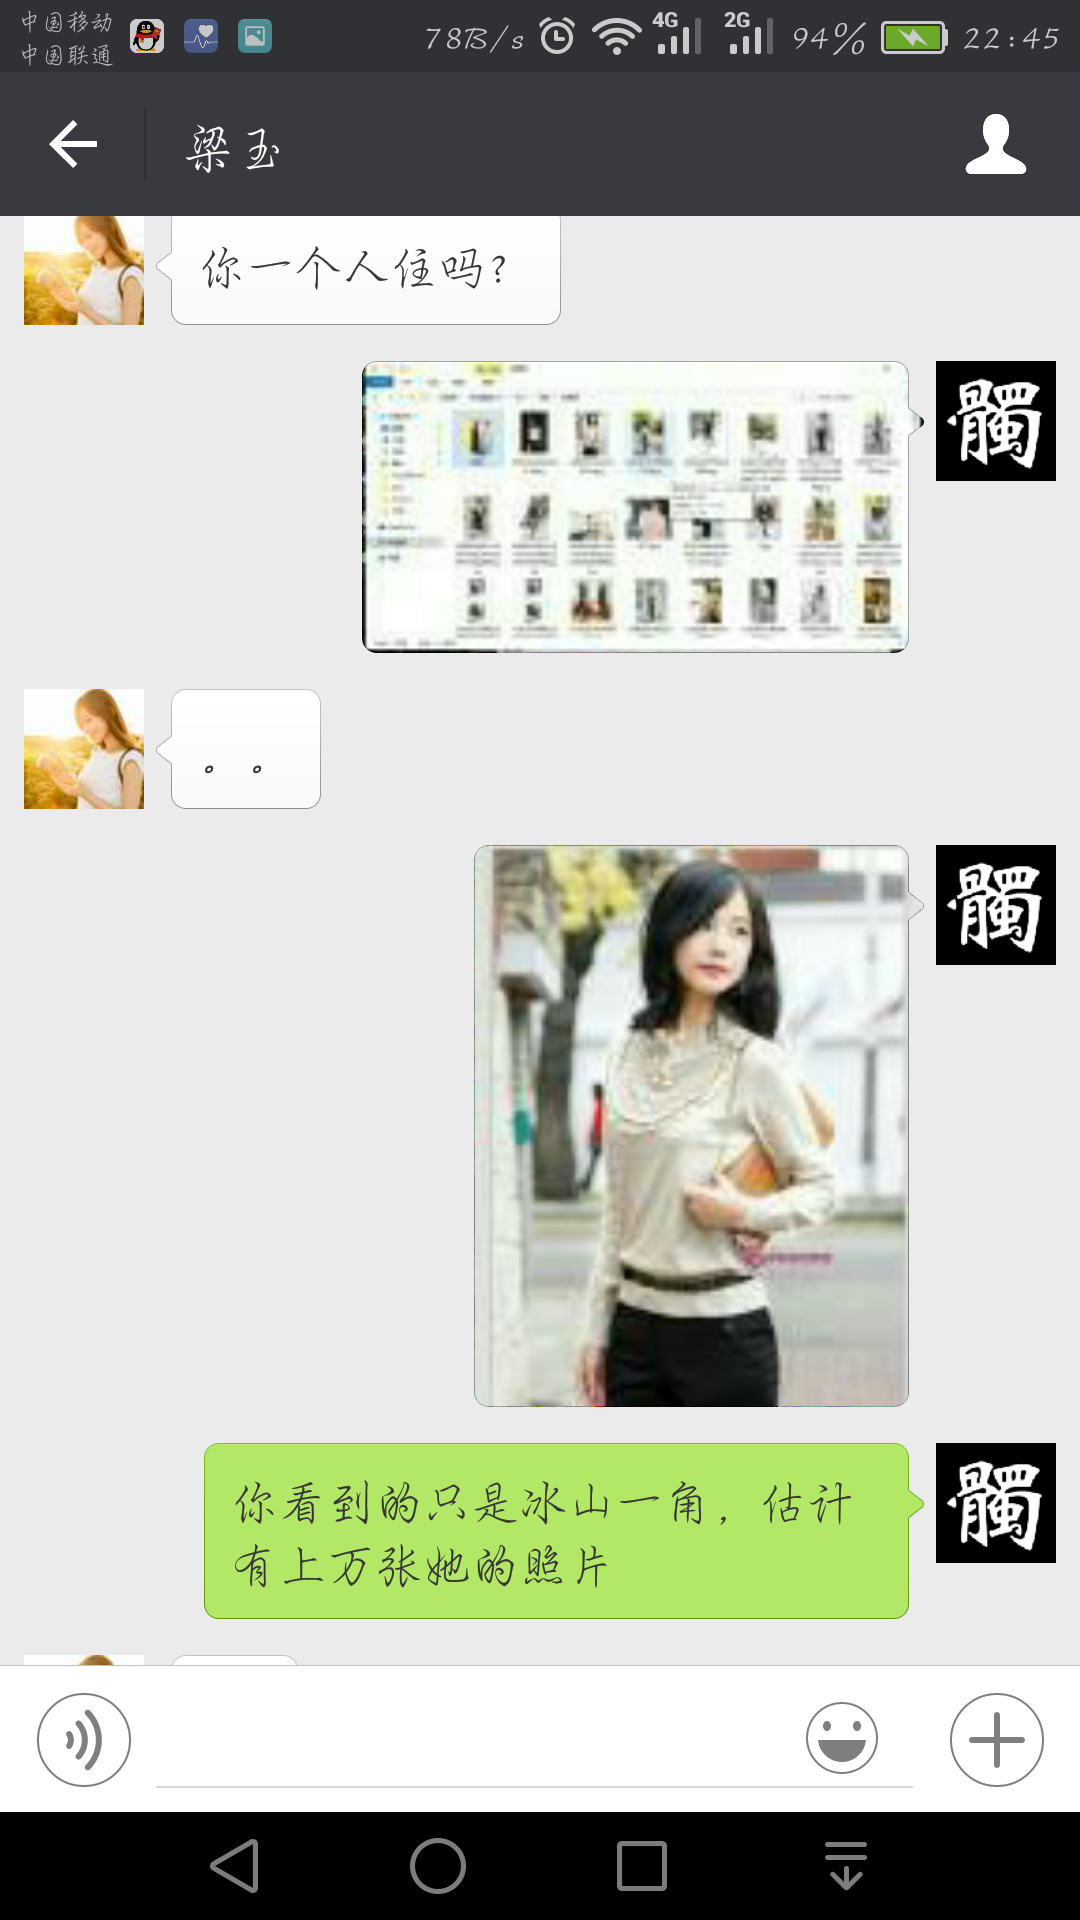 中国移动
中国联通
78B/s
4G
2G
94%
22:45
梁玉
你一个人住吗?
髑
。。
髑
你看到的只是冰山一角，估计
有上万张她的照片
髑